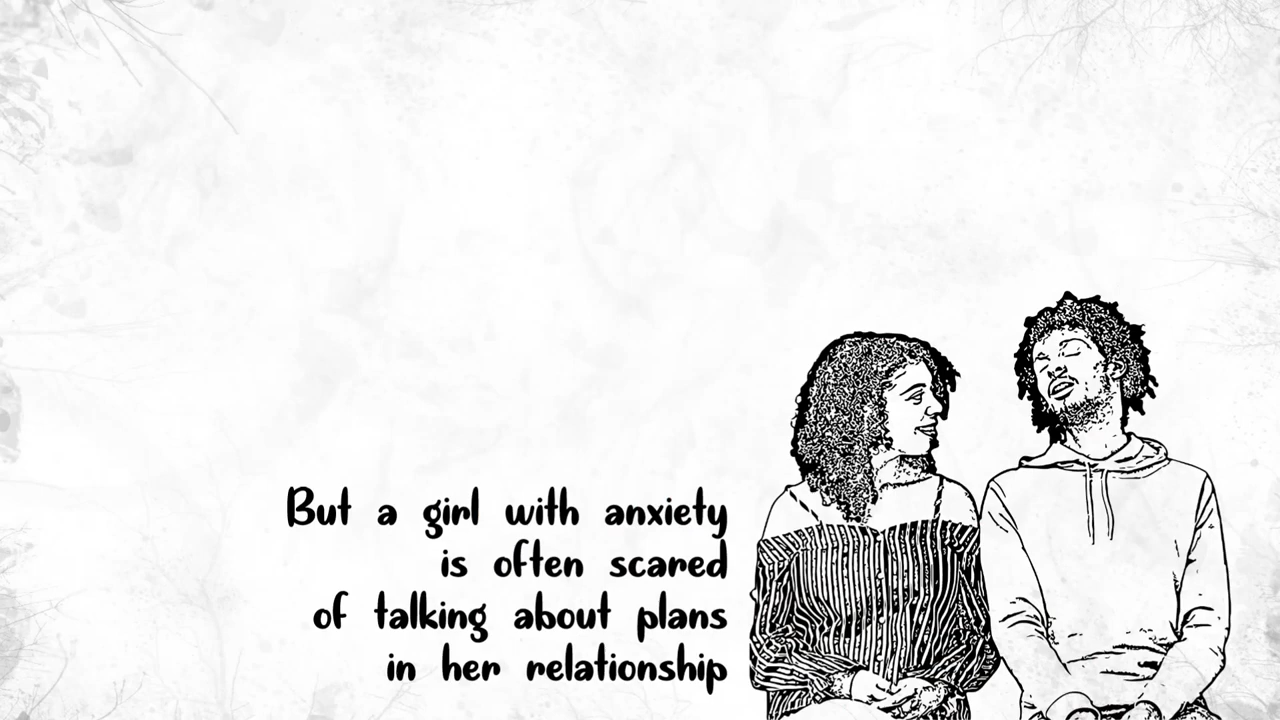 But a girl with anxiety
is often scared
of talking about plans
in her relationship